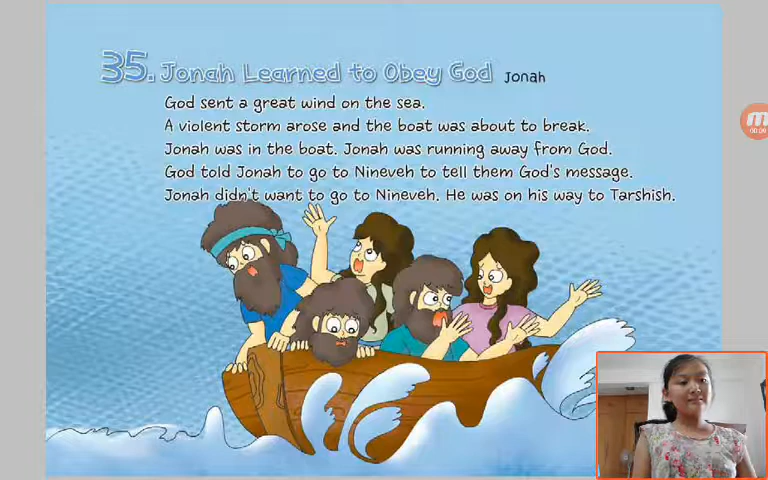 35. Jonah Learned to Obey God Jonah
God sent a great wind on the sea.
A violent storm arose and the boat was about to break.
Jonah was in the boat. Jonah was running away from God.
God told Jonah to go to Nineveh to tell them God's message.
Jonah didn't want to go to Nineveh. He was on his way to Tarshish.